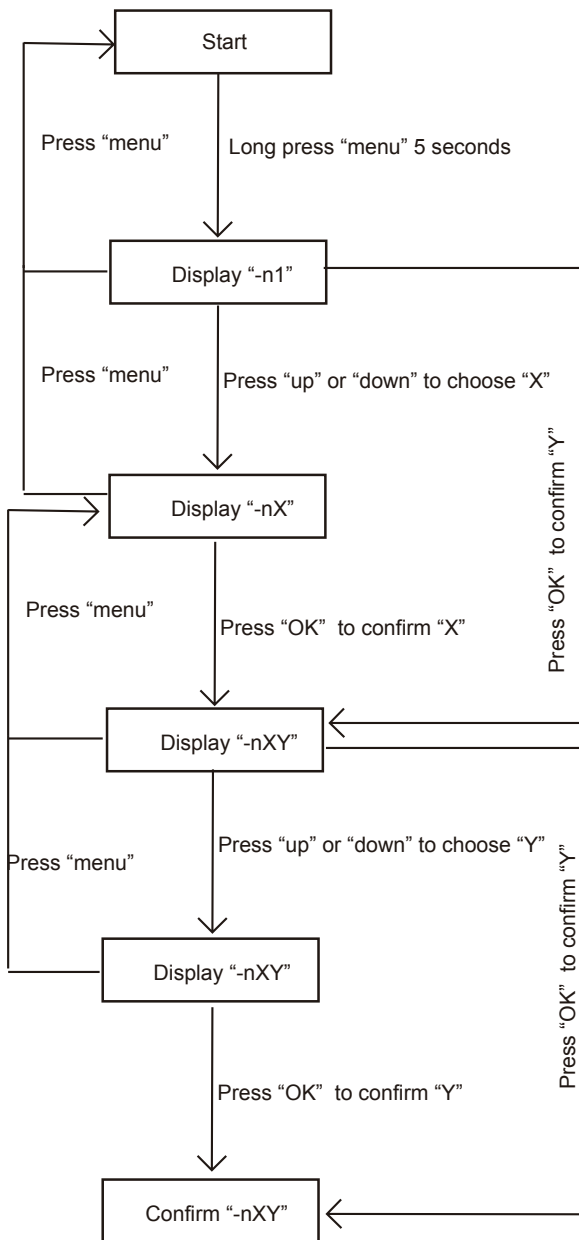 Start
Press “menu”
Long press “menu” 5 seconds
Display “-n1”
Press “menu”
Press “up” or “down” to choose “X”
Display “-nX”
Press “OK” to confirm “Y”
Press “menu”
Press “OK” to confirm “X”
Display “-nXY”
Press “up” or “down” to choose “Y”
Press “menu”
Press “OK” to confirm “Y”
Display “-nXY”
Press “OK” to confirm “Y”
Confirm “-nXY”